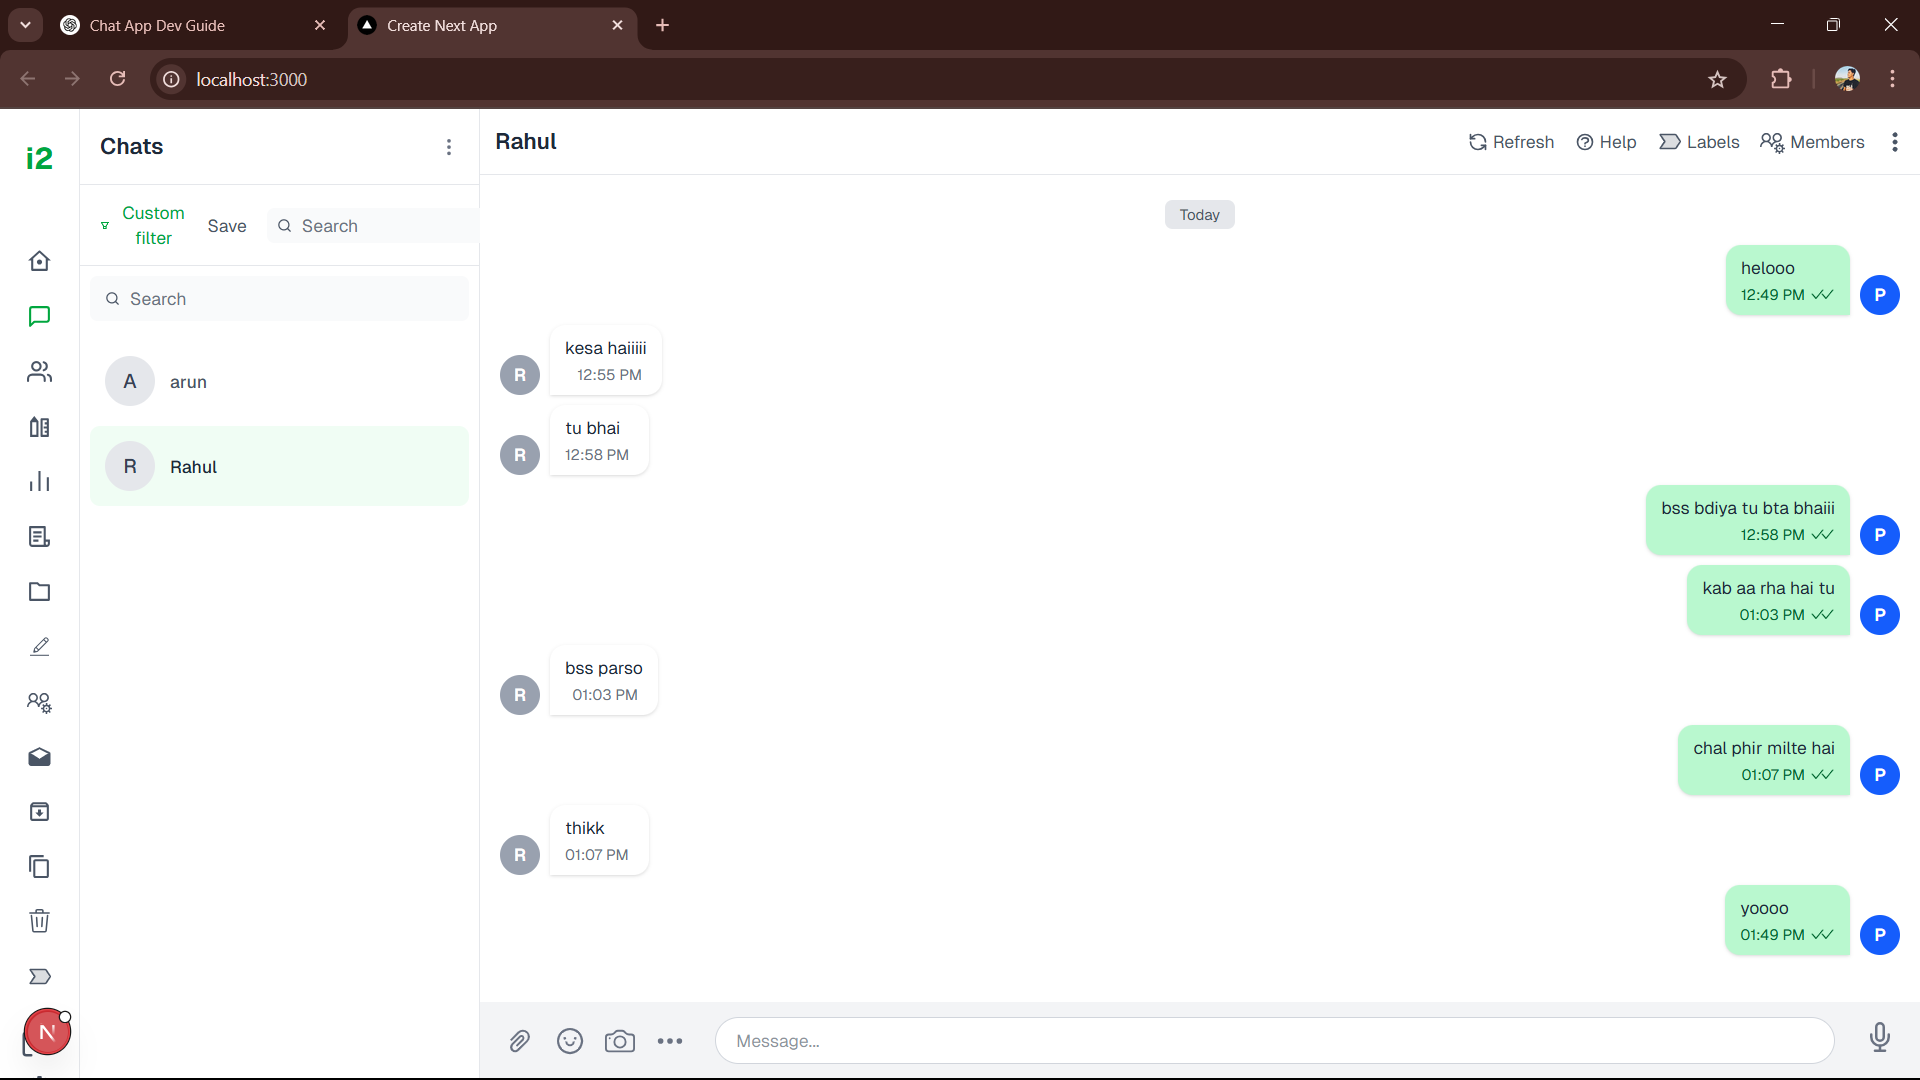 Chat App Dev Guide
Create Next App
localhost:3000
i2
Chats
Custom
filter
Save
Search
Search
A
arun
R
Rahul
N
Rahul
Refresh
Help
Labels
Members
Today
helooo
12:49 PM
P
kesa haiiiii
12:55 PM
R
tu bhai
12:58 PM
R
bss bdiya tu bta bhaiii
12:58 PM
P
kab aa rha hai tu
01:03 PM
P
bss parso
01:03 PM
R
chal phir milte hai
01:07 PM
P
thikk
01:07 PM
R
yoooo
01:49 PM
P
Message...